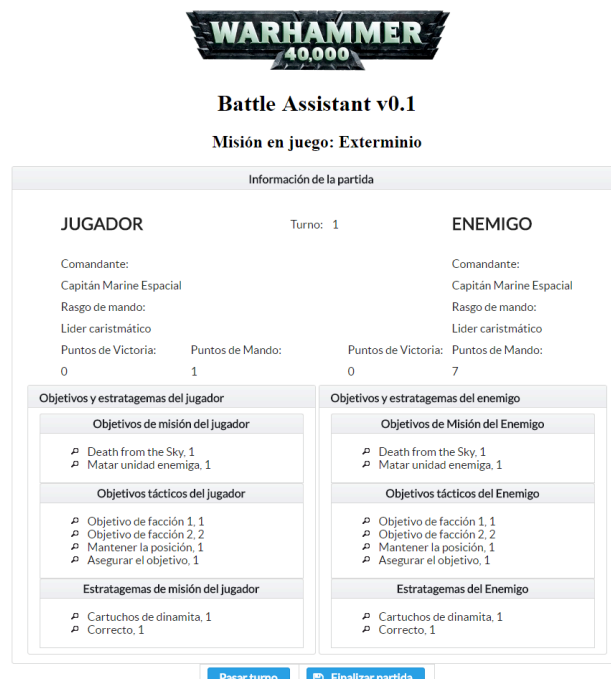 WARHAMMER
40,000
Battle Assistant v0.1
Misión en juego: Exterminio
Información de la partida
JUGADOR Turno: 1 ENEMIGO
Comandante: Comandante:
Capitán Marine Espacial Capitán Marine Espacial
Rasgo de mando: Rasgo de mando:
Lider caristmático Lider caristmático
Puntos de Victoria: Puntos de Mando: Puntos de Victoria: Puntos de Mando:
0 1 0 7
Objetivos y estratagemas del jugador
Objetivos de misión del jugador
Death from the Sky, 1
Matar unidad enemiga, 1
Objetivos tácticos del jugador
Objetivo de facción 1, 1
Objetivo de facción 2, 2
Mantener la posición, 1
Asegurar el objetivo, 1
Estratagemas de misión del jugador
Cartuchos de dinamita, 1
Correcto, 1
Objetivos y estratagemas del enemigo
Objetivos de Misión del Enemigo
Death from the Sky, 1
Matar unidad enemiga, 1
Objetivos tácticos del Enemigo
Objetivo de facción 1, 1
Objetivo de facción 2, 2
Mantener la posición, 1
Asegurar el objetivo, 1
Estratagemas del Enemigo
Cartuchos de dinamita, 1
Correcto, 1
Pasar turno Finalizar partida